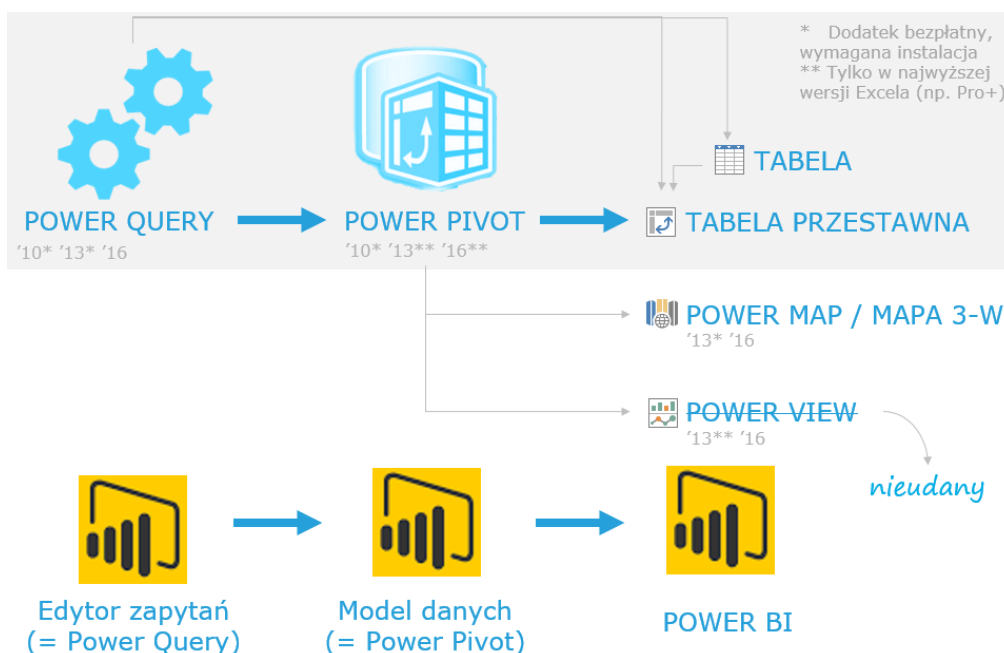 * Dodatek bezpłatny,
wymagana instalacja
** Tylko w najwyższej
wersji Excela (np. Pro+)
TABELA
POWER QUERY
'10* '13* '16
POWER PIVOT
'10* '13** '16**
TABELA PRZESTAWNA
POWER MAP / MAPA 3-W
'13* '16
POWER VIEW
'13** '16
nieudany
Edytor zapytań
(= Power Query)
Model danych
(= Power Pivot)
POWER BI